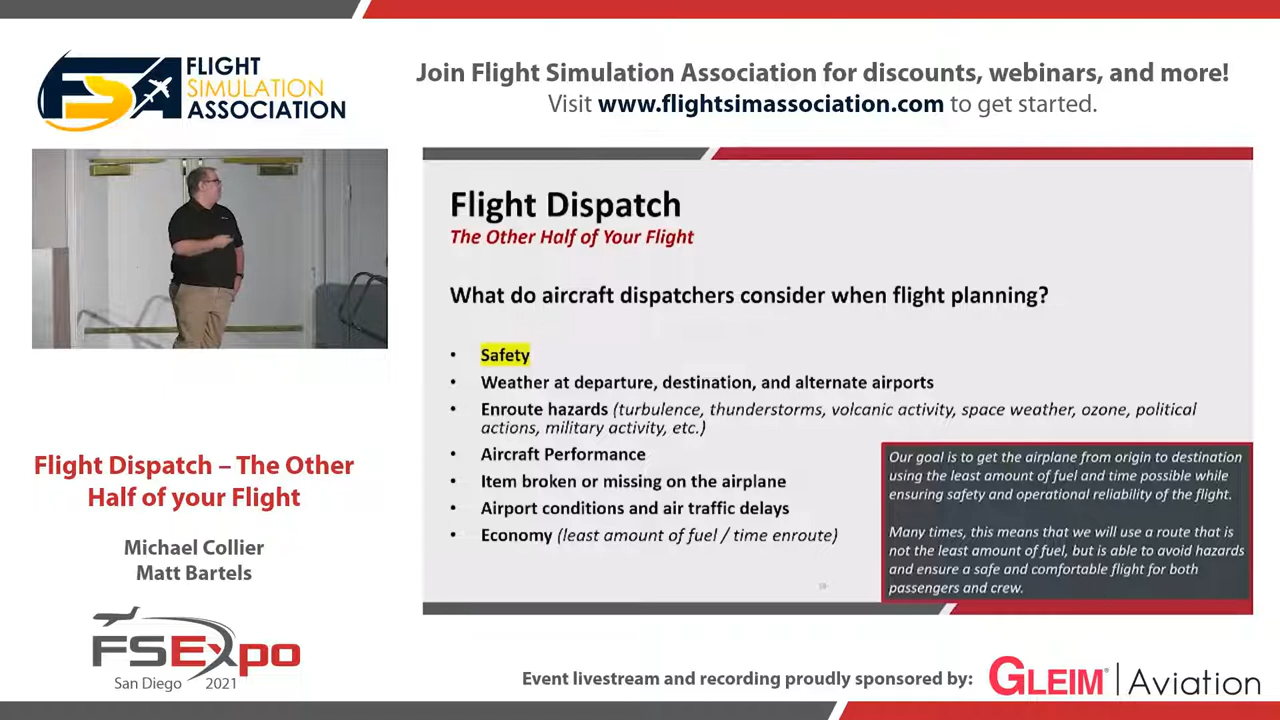 FLIGHT
SIMULATION
ASSOCIATION
Join Flight Simulation Association for discounts, webinars, and more!
Visit www.flightsimassociation.com to get started.
Flight Dispatch
The Other Half of Your Flight
What do aircraft dispatchers consider when flight planning?
• Safety
• Weather at departure, destination, and alternate airports
• Enroute hazards (turbulence, thunderstorms, volcanic activity, space weather, ozone, political
actions, military activity, etc.)
• Aircraft Performance
• Item broken or missing on the airplane
• Airport conditions and air traffic delays
• Economy (least amount of fuel / time enroute)
Our goal is to get the airplane from origin to destination
using the least amount of fuel and time possible while
ensuring safety and operational reliability of the flight.
Many times, this means that we will use a route that is
not the least amount of fuel, but is able to avoid hazards
and ensure a safe and comfortable flight for both
passengers and crew.
Flight Dispatch – The Other
Half of your Flight
Michael Collier
Matt Bartels
FSExpo
San Diego 2021
Event livestream and recording proudly sponsored by:
GLEIM® | Aviation